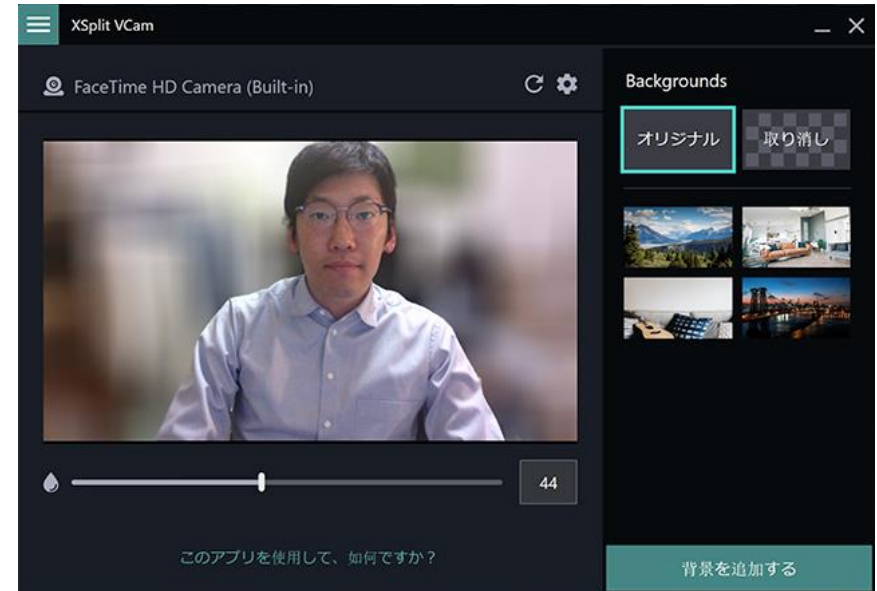 XSplit VCam
FaceTime HD Camera (Built-in)
Backgrounds
オリジナル
取り消し
44
このアプリを使用して、如何ですか？
背景を追加する